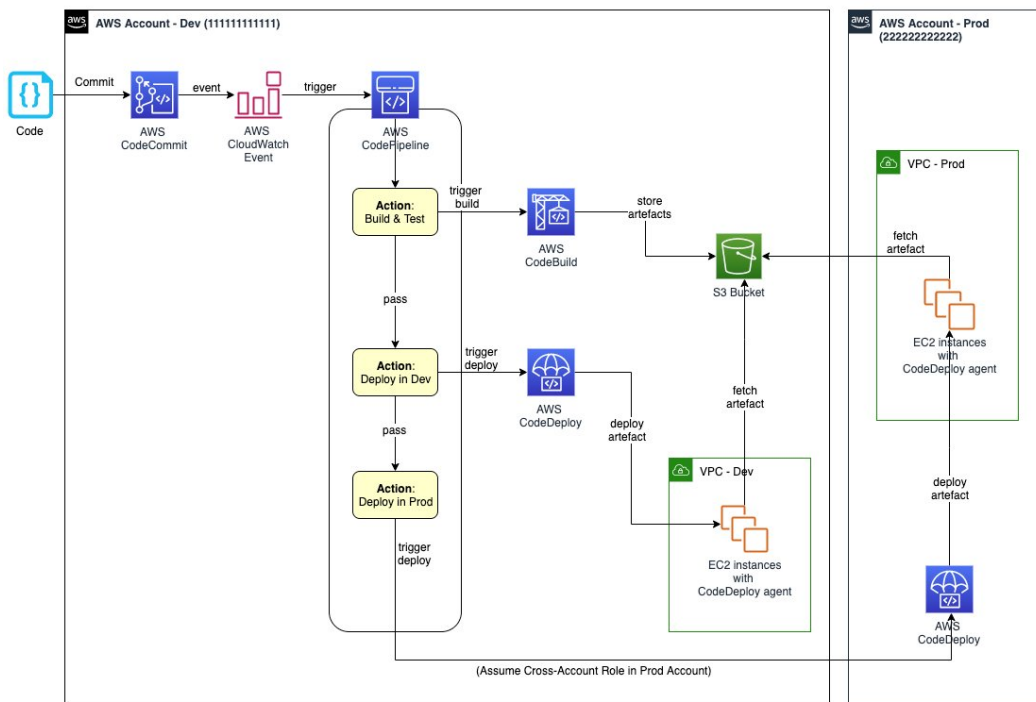 aws
AWS Account - Dev (111111111111)
aws
AWS Account - Prod
(222222222222)
Code
Commit
AWS
CodeCommit
event
AWS
CloudWatch
Event
trigger
AWS
CodePipeline
Action:
Build & Test
trigger
build
AWS
CodeBuild
store
artefacts
S3 Bucket
pass
Action:
Deploy in Dev
trigger
deploy
AWS
CodeDeploy
deploy
artefact
fetch
artefact
VPC - Dev
EC2 instances
with
CodeDeploy agent
pass
Action:
Deploy in Prod
trigger
deploy
(Assume Cross-Account Role in Prod Account)
VPC - Prod
fetch
artefact
EC2 instances
with
CodeDeploy agent
deploy
artefact
AWS
CodeDeploy